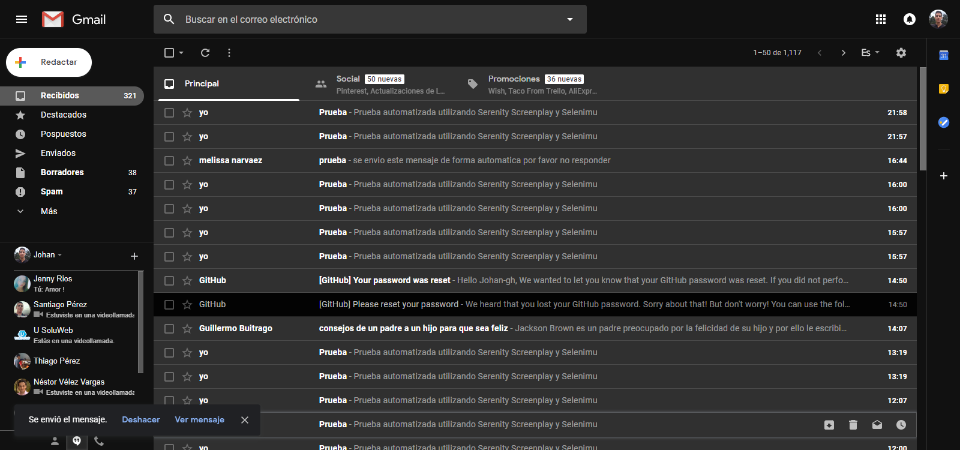 Gmail
Buscar en el correo electrónico
Redactar
1–50 de 1,117
Es
Recibidos 321
Destacados
Pospuestos
Enviados
Borradores 38
Spam 37
Más
Principal
Social 50 nuevas
Pinterest, Actualizaciones de L...
Promociones 36 nuevas
Wish, Taco From Trello, AliExpr...
yo Prueba - Prueba automatizada utilizando Serenity Screenplay y Selenimu 21:58
yo Prueba - Prueba automatizada utilizando Serenity Screenplay y Selenimu 21:57
melissa narvaez prueba - se envio este mensaje de forma automatica por favor no responder 16:44
yo Prueba - Prueba automatizada utilizando Serenity Screenplay y Selenimu 16:00
yo Prueba - Prueba automatizada utilizando Serenity Screenplay y Selenimu 16:00
yo Prueba - Prueba automatizada utilizando Serenity Screenplay y Selenimu 15:57
yo Prueba - Prueba automatizada utilizando Serenity Screenplay y Selenimu 15:57
GitHub [GitHub] Your password was reset - Hello Johan-gh, We wanted to let you know that your GitHub password was reset. If you did not perfo... 14:50
GitHub [GitHub] Please reset your password - We heard that you lost your GitHub password. Sorry about that! But don't worry! You can use the fol... 14:50
Guillermo Buitrago consejos de un padre a un hijo para que sea feliz - Jackson Brown es un padre preocupado por la felicidad de su hijo y por ello le escribi... 14:07
yo Prueba - Prueba automatizada utilizando Serenity Screenplay y Selenimu 13:19
yo Prueba - Prueba automatizada utilizando Serenity Screenplay y Selenimu 13:19
yo Prueba - Prueba automatizada utilizando Serenity Screenplay y Selenimu 12:07
Prueba - Prueba automatizada utilizando Serenity Screenplay y Selenimu
yo Prueba - Prueba automatizada utilizando Serenity Screenplay y Selenimu 12:00
Johan
Jenny Ríos
Tú: Amor !
Santiago Pérez
Estuviste en una videollamada
U SoluWeb
Estás en una videollamada.
Thiago Pérez
Néstor Vélez Vargas
Estuviste en una videollamada
Se envió el mensaje. Deshacer Ver mensaje